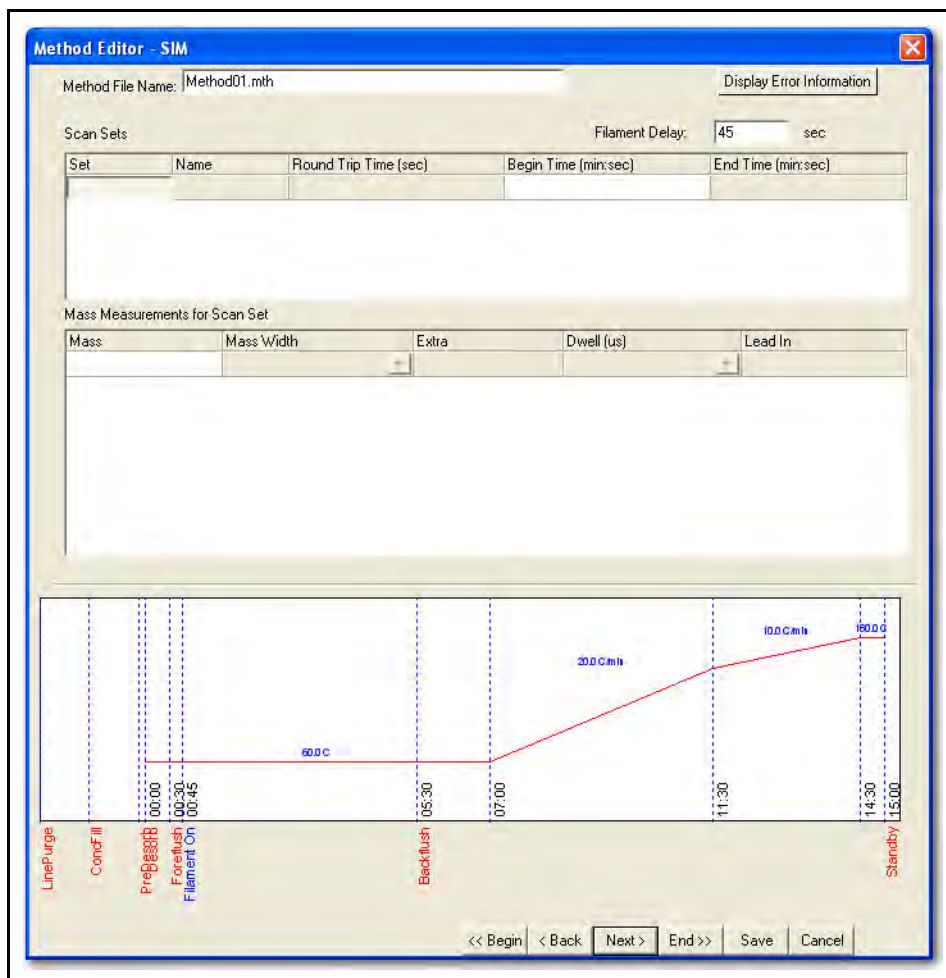 Method Editor - SIM
Method File Name: Method01.mth Display Error Information
Scan Sets Filament Delay: 45 sec
Set Name Round Trip Time (sec) Begin Time (min:sec) End Time (min:sec)
Mass Measurements for Scan Set
Mass Mass Width Extra Dwell (us) Lead In
10.0 C/min 160.0 C
20.0 C/min
60.0 C
00:00 00:30 00:45 05:30 07:00 11:30 14:30 15:00
LinePurge CondFill PreDesorb Desorb Foreflush Filament On Backflush Standby
<< Begin < Back Next > End >> Save Cancel